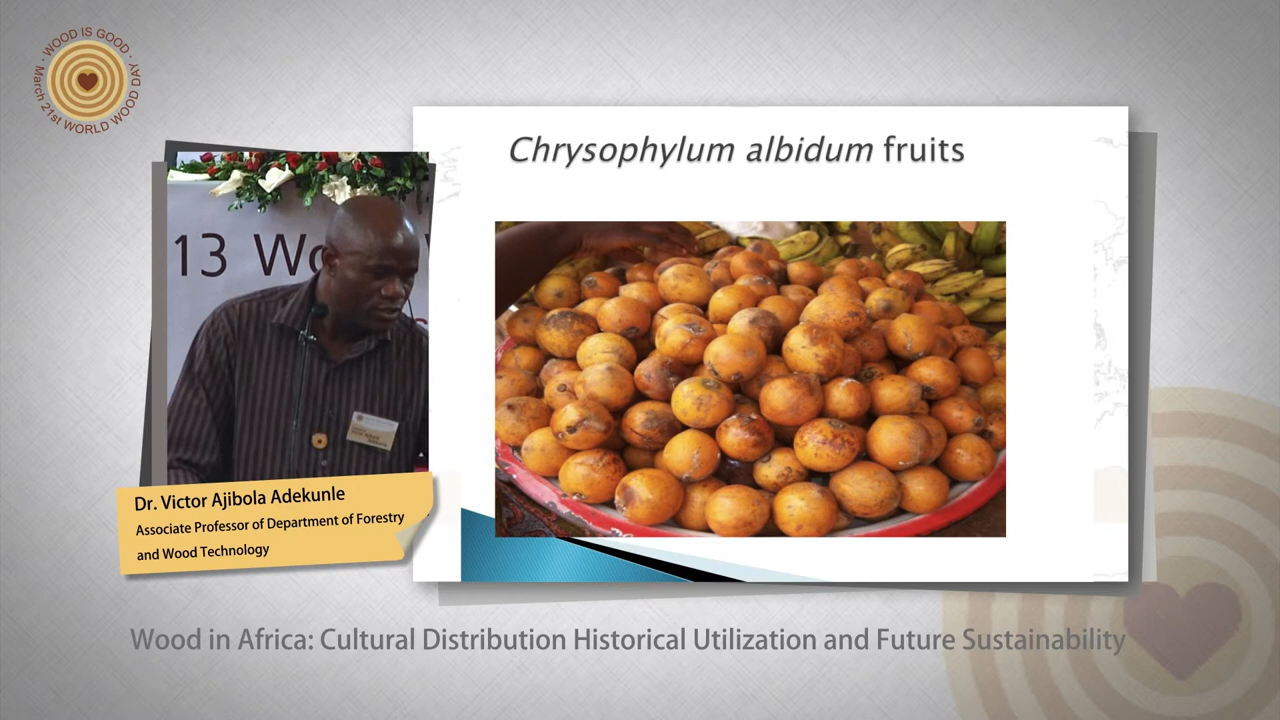 WOOD IS GOOD · March 21st WORLD WOOD DAY ·
Chrysophylum albidum fruits
13 Wo
Dr. Victor Ajibola Adekunle
Associate Professor of Department of Forestry
and Wood Technology
Wood in Africa: Cultural Distribution Historical Utilization and Future Sustainability